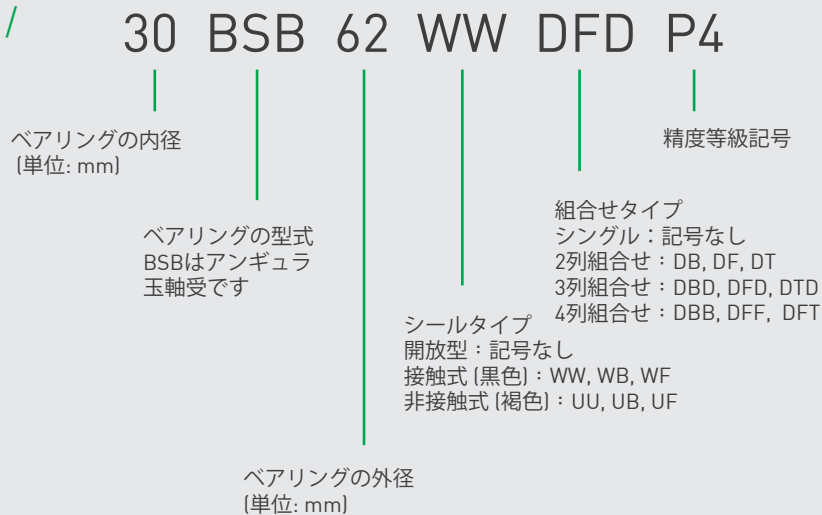 /
30 BSB 62 WW DFD P4
ベアリングの内径
(単位: mm)
精度等級記号
ベアリングの型式
BSBはアンギュラ
玉軸受です
組合せタイプ
シングル：記号なし
2列組合せ：DB, DF, DT
3列組合せ：DBD, DFD, DTD
4列組合せ：DBB, DFF, DFT
シールタイプ
開放型：記号なし
接触式 (黒色)：WW, WB, WF
非接触式 (褐色)：UU, UB, UF
ベアリングの外径
(単位: mm)